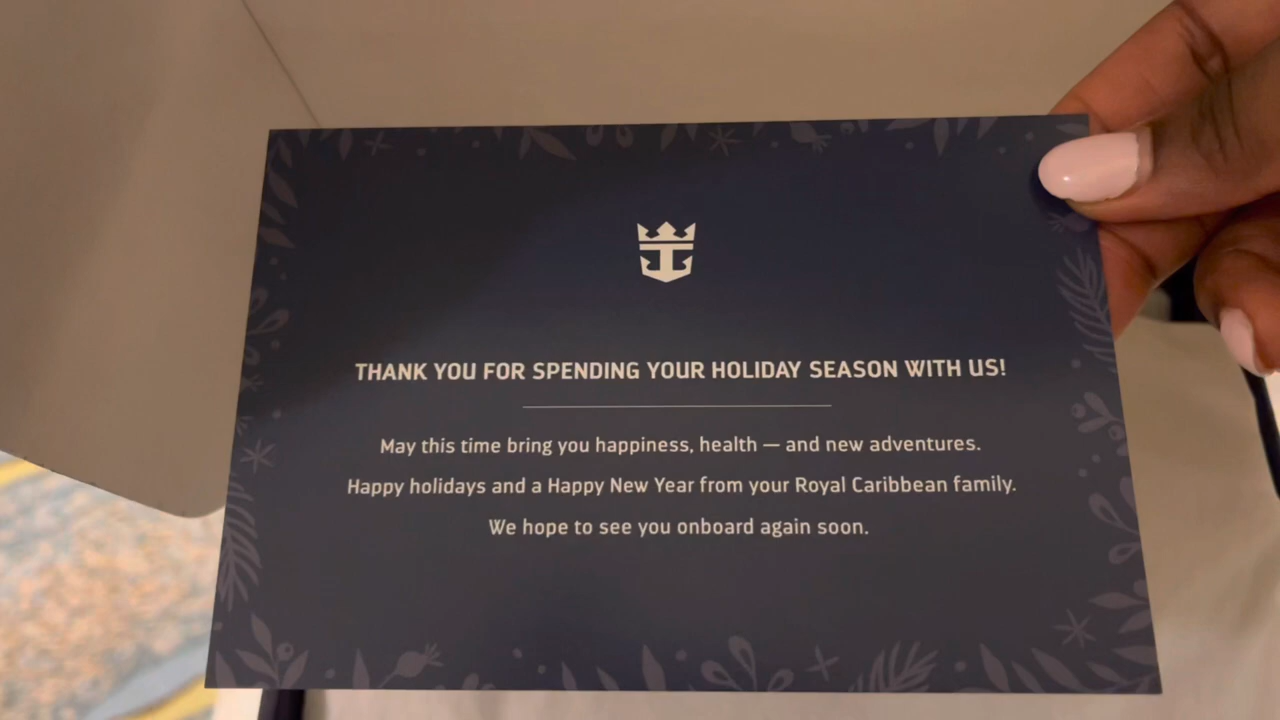 THANK YOU FOR SPENDING YOUR HOLIDAY SEASON WITH US!
May this time bring you happiness, health — and new adventures.
Happy holidays and a Happy New Year from your Royal Caribbean family.
We hope to see you onboard again soon.